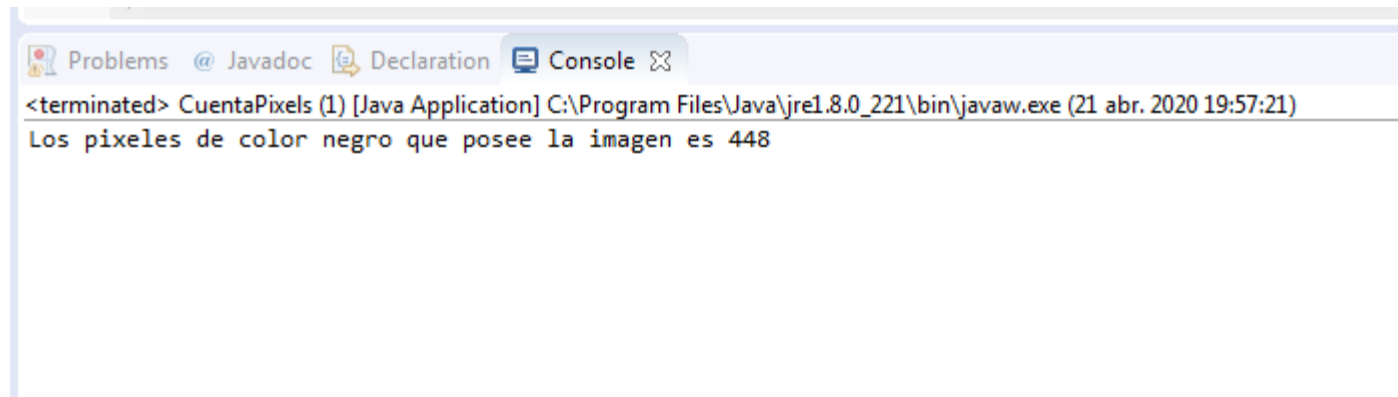 Problems @ Javadoc Declaration Console
<terminated> CuentaPixels (1) [Java Application] C:\Program Files\Java\jre1.8.0_221\bin\javaw.exe (21 abr. 2020 19:57:21)
Los pixeles de color negro que posee la imagen es 448